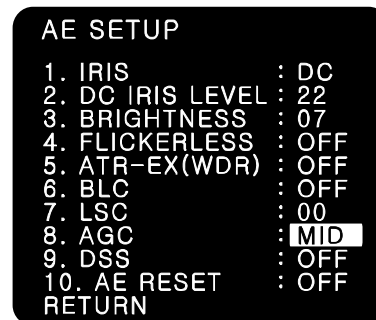 AE SETUP
1. IRIS : DC
2. DC IRIS LEVEL : 22
3. BRIGHTNESS : 07
4. FLICKERLESS : OFF
5. ATR-EX(WDR) : OFF
6. BLC : OFF
7. LSC : 00
8. AGC : MID
9. DSS : OFF
10. AE RESET : OFF
RETURN